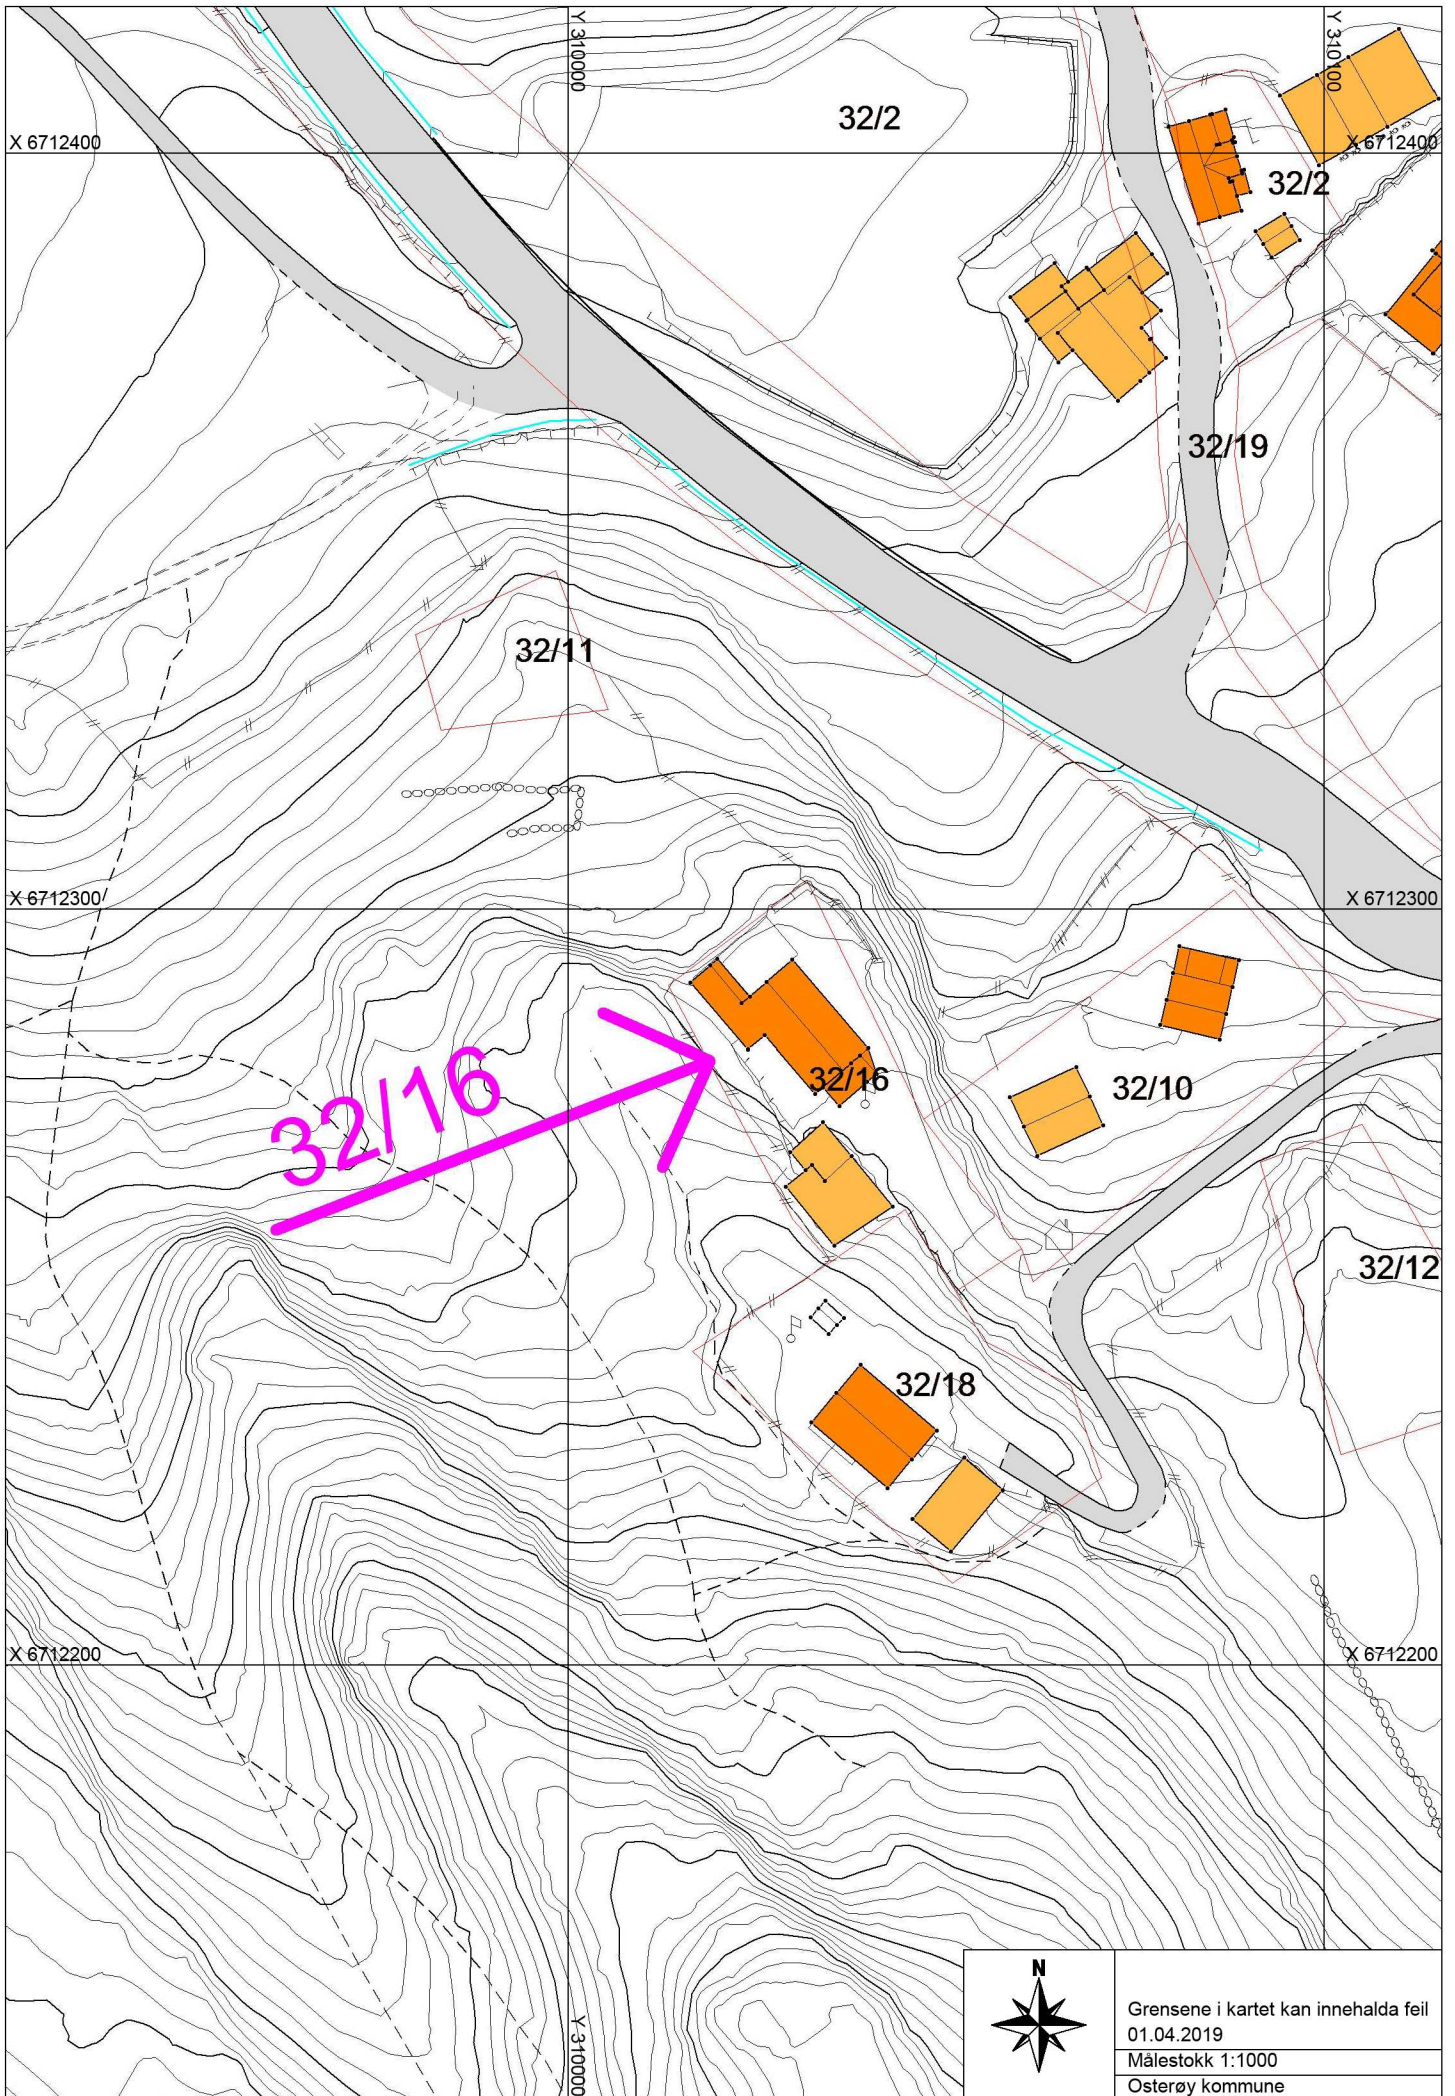 Y 310000
Y 310100
32/2
X 6712400
X 6712400
32/2
32/19
32/11
X 6712300
X 6712300
32/16
32/16
32/10
32/12
32/18
X 6712200
X 6712200
Y 310000
N
Grensene i kartet kan innehalda feil
01.04.2019
Målestokk 1:1000
Osterøy kommune